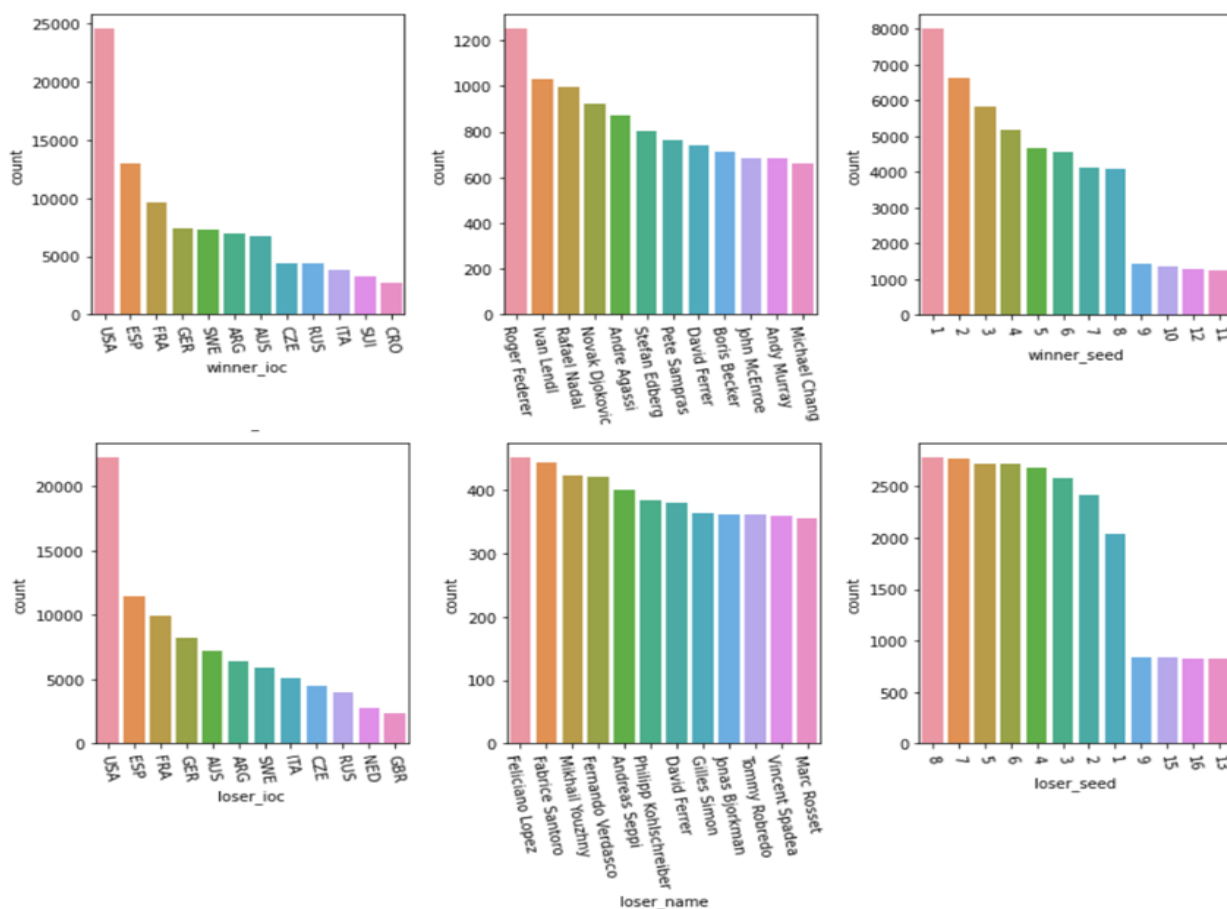 25000
20000
15000
10000
5000
0
count
USA
ESP
FRA
GER
SWE
ARG
AUS
CZE
RUS
ITA
SUI
CRO
winner_ioc
1200
1000
800
600
400
200
0
count
Roger Federer
Ivan Lendl
Rafael Nadal
Novak Djokovic
Andre Agassi
Stefan Edberg
Pete Sampras
David Ferrer
Boris Becker
John McEnroe
Andy Murray
Michael Chang
8000
7000
6000
5000
4000
3000
2000
1000
0
count
1
2
3
4
5
6
7
8
9
10
12
11
winner_seed
20000
15000
10000
5000
0
count
USA
ESP
FRA
GER
AUS
ARG
SWE
ITA
CZE
RUS
NED
GBR
loser_ioc
400
300
200
100
0
count
Feliciano Lopez
Fabrice Santoro
Mikhail Youzhny
Fernando Verdasco
Andreas Seppi
Philipp Kohlschreiber
David Ferrer
Gilles Simon
Jonas Bjorkman
Tommy Robredo
Vincent Spadea
Marc Rosset
loser_name
2500
2000
1500
1000
500
0
count
8
7
5
6
4
3
2
1
9
15
16
13
loser_seed